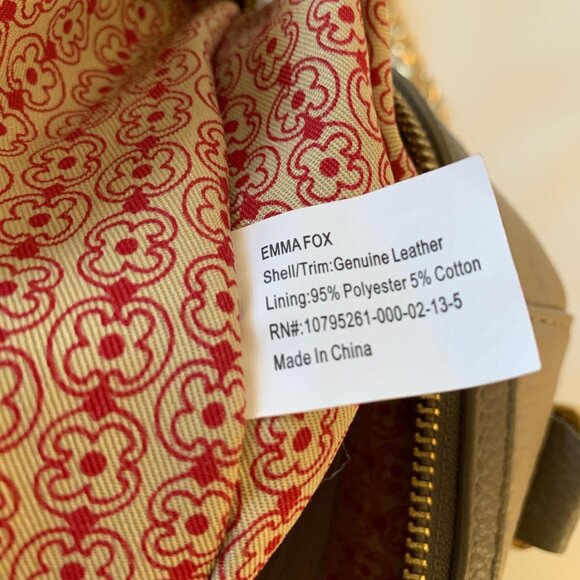 EMMA FOX
Shell/Trim:Genuine Leather
Lining:95% Polyester 5% Cotton
RN#:10795261-000-02-13-5
Made In China